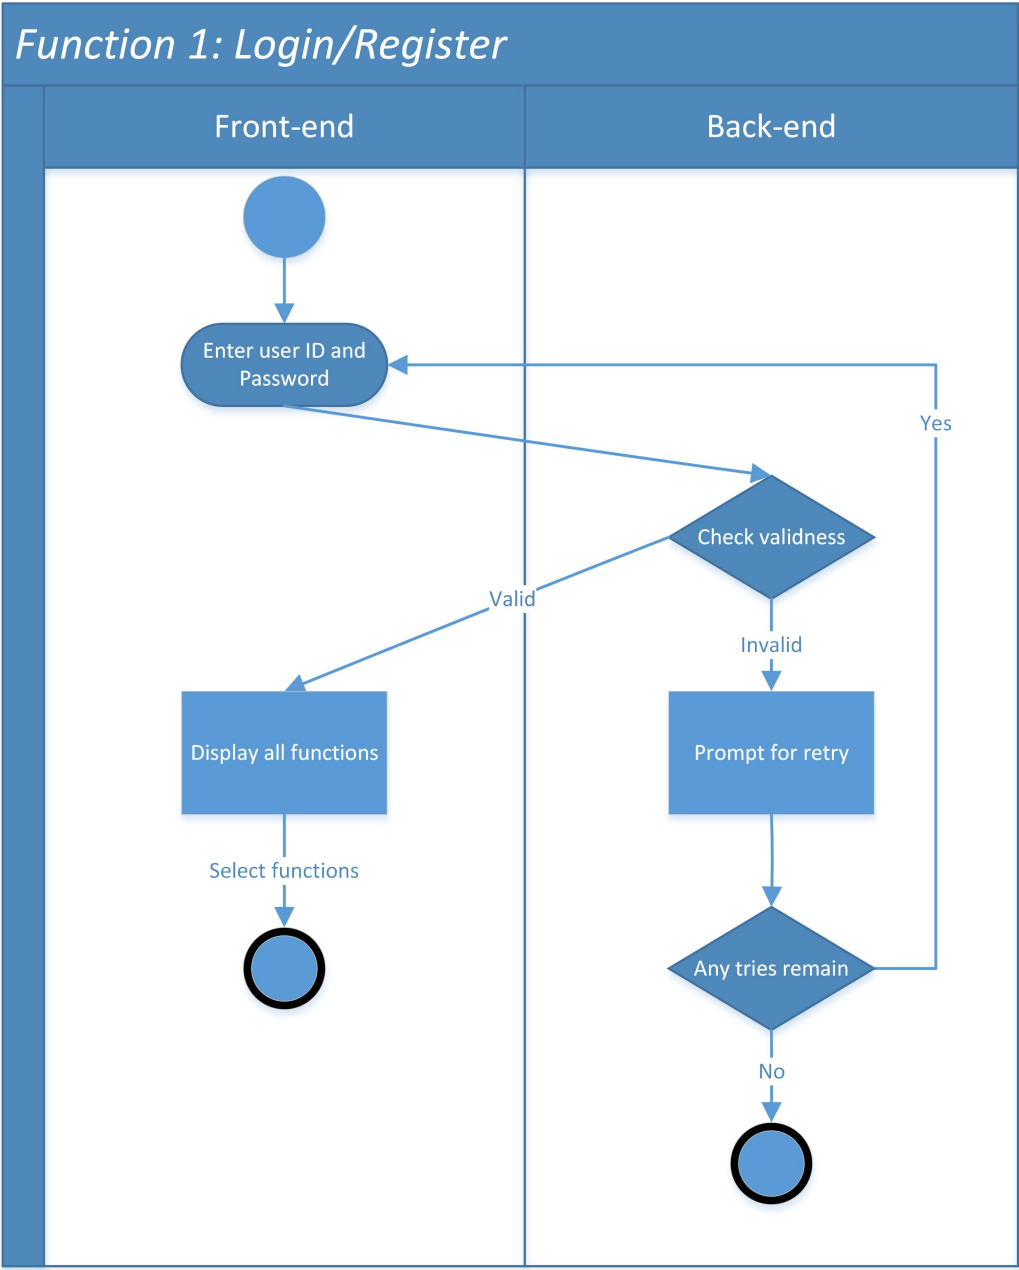 Function 1: Login/Register
Front-end
Back-end
Enter user ID and
Password
Yes
Check validness
Valid
Invalid
Display all functions
Prompt for retry
Select functions
Any tries remain
No